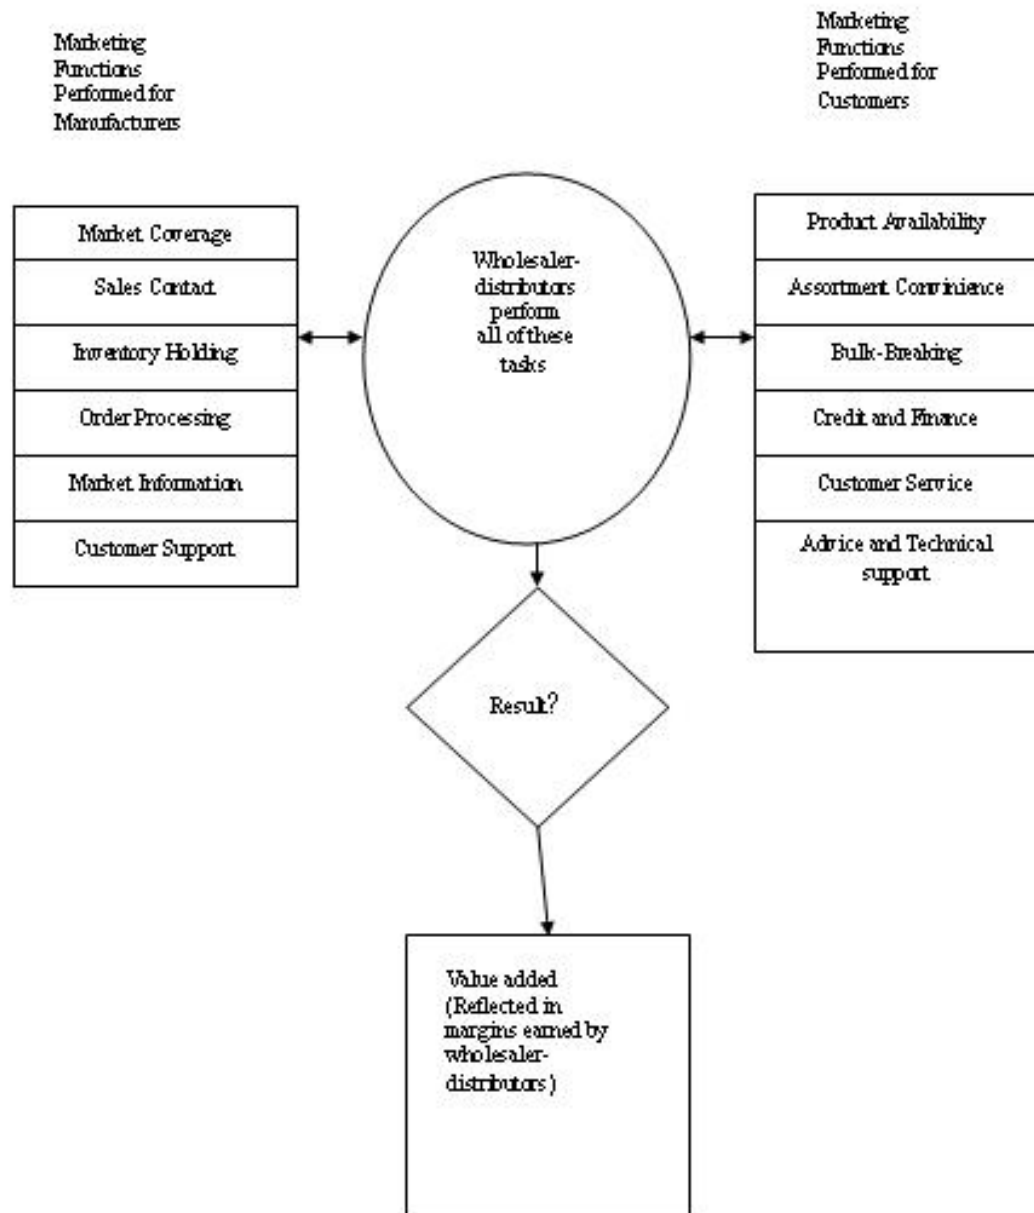 Marketing
Functions
Performed for
Manufacturers
Marketing
Functions
Performed for
Customers
Market Coverage
Sales Contact
Inventory Holding
Order Processing
Market Information
Customer Support
Wholesaler-
distributors
perform
all of these
tasks
Product Availability
Assortment Convinience
Bulk-Breaking
Credit and Finance
Customer Service
Advice and Technical
support
Result?
Value added
(Reflected in
margins earned by
wholesaler-
distributors)